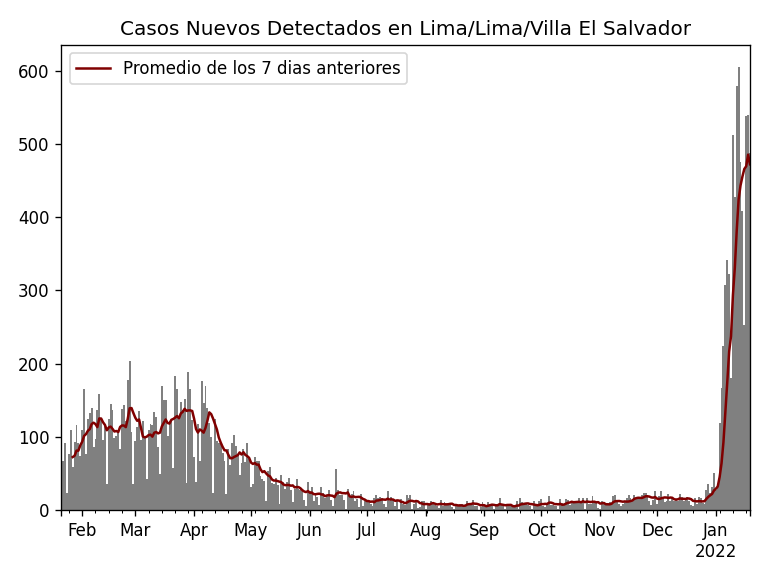 Casos Nuevos Detectados en Lima/Lima/Villa El Salvador
Promedio de los 7 dias anteriores
600
500
400
300
200
100
0
Feb Mar Apr May Jun Jul Aug Sep Oct Nov Dec Jan
2022